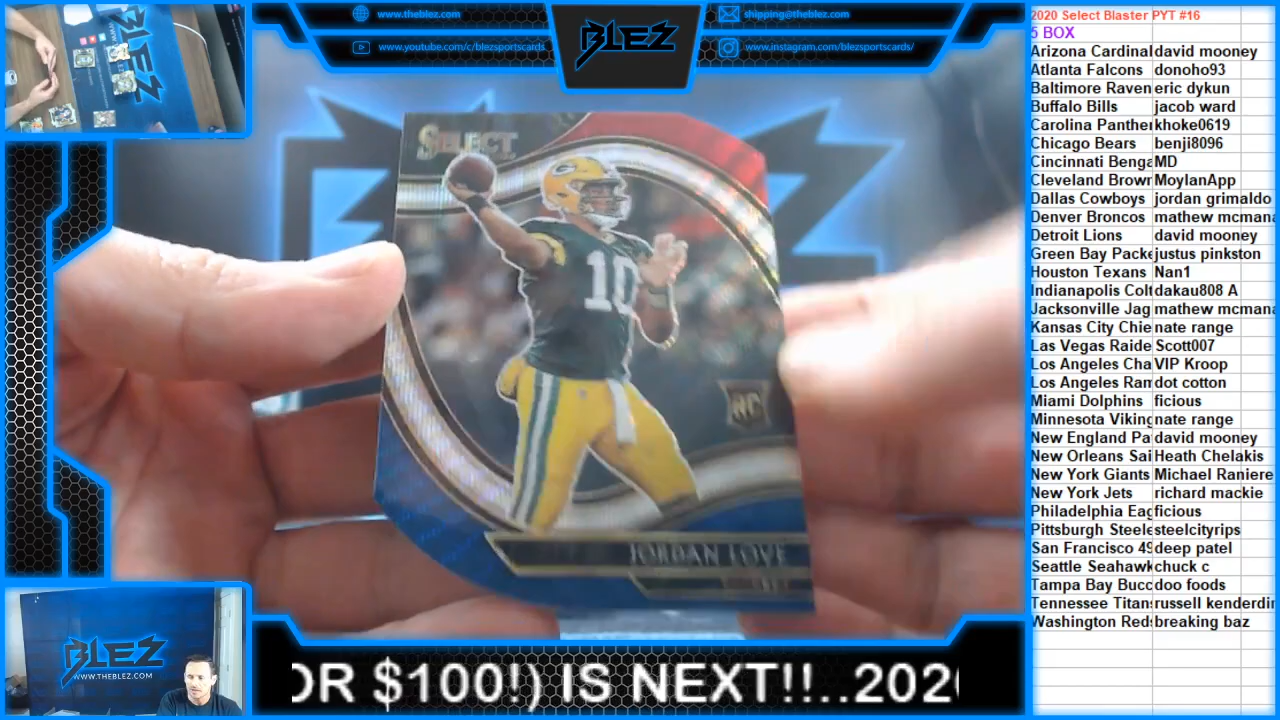 www.theblez.com
shipping@theblez.com
www.youtube.com/c/blezsportscards
www.instagram.com/blezsportscards/
BLEZ
SELECT
10
RC
JORDAN LOVE
BLEZ
WWW.THEBLEZ.COM
OR $100!) IS NEXT!!..202
2020 Select Blaster PYT #16
5 BOX
Arizona Cardinal david mooney
Atlanta Falcons donoho93
Baltimore Raven eric dykun
Buffalo Bills jacob ward
Carolina Panther khoke0619
Chicago Bears benji8096
Cincinnati Benga MD
Cleveland Brown MoylanApp
Dallas Cowboys jordan grimaldo
Denver Broncos mathew mcmana
Detroit Lions david mooney
Green Bay Packe justus pinkston
Houston Texans Nan1
Indianapolis Colt dakau808 A
Jacksonville Jag mathew mcmana
Kansas City Chie nate range
Las Vegas Raide Scott007
Los Angeles Cha VIP Kroop
Los Angeles Ram dot cotton
Miami Dolphins ficious
Minnesota Viking nate range
New England Pa david mooney
New Orleans Sai Heath Chelakis
New York Giants Michael Raniere
New York Jets richard mackie
Philadelphia Eag ficious
Pittsburgh Steele steelcityrips
San Francisco 49 deep patel
Seattle Seahawk chuck c
Tampa Bay Bucc doo foods
Tennessee Titans russell kenderdin
Washington Reds breaking baz